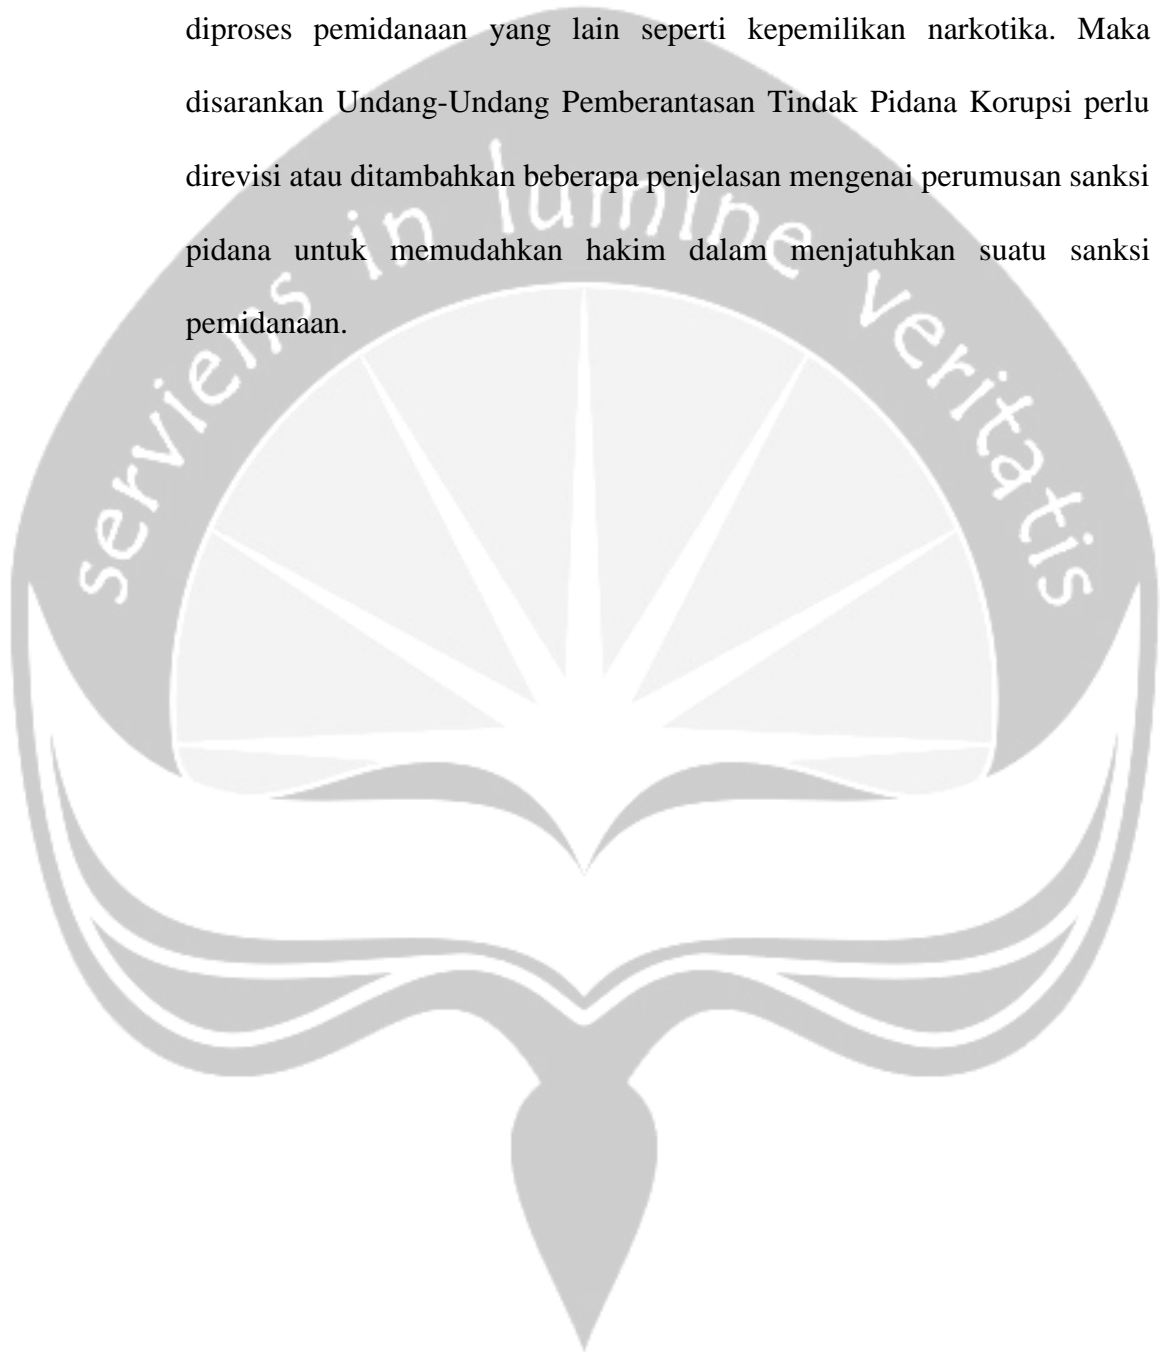 diproses pemidanaan yang lain seperti kepemilikan narkotika. Maka
disarankan Undang-Undang Pemberantasan Tindak Pidana Korupsi perlu
direvisi atau ditambahkan beberapa penjelasan mengenai perumusan sanksi
pidana untuk memudahkan hakim dalam menjatuhkan suatu sanksi
pemidanaan.
serviens in lumine veritatis